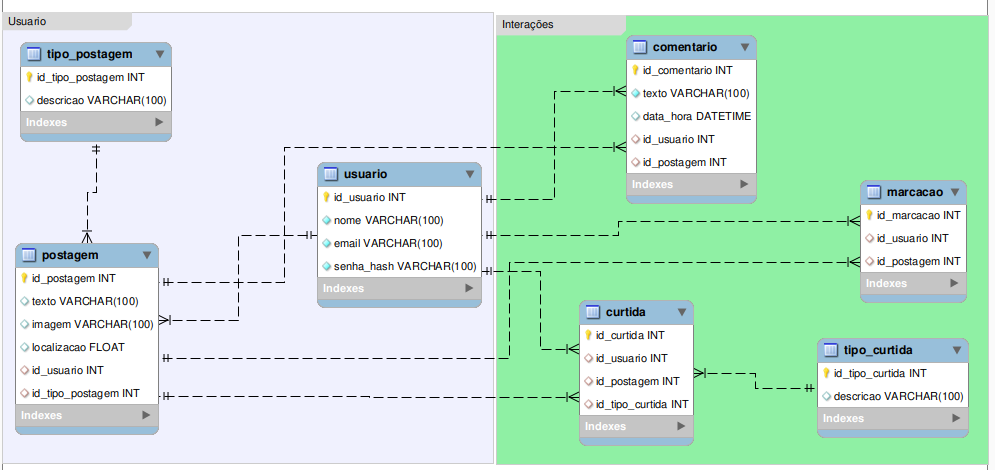 Usuario
tipo_postagem
id_tipo_postagem INT
descricao VARCHAR(100)
Indexes
postagem
id_postagem INT
texto VARCHAR(100)
imagem VARCHAR(100)
localizacao FLOAT
id_usuario INT
id_tipo_postagem INT
Indexes
usuario
id_usuario INT
nome VARCHAR(100)
email VARCHAR(100)
senha_hash VARCHAR(100)
Indexes
Interações
comentario
id_comentario INT
texto VARCHAR(100)
data_hora DATETIME
id_usuário INT
id_postagem INT
Indexes
marcacao
id_marcacao INT
id_usuario INT
id_postagem INT
Indexes
curtida
id_curtida INT
id_usuario INT
id_postagem INT
id_tipo_curtida INT
Indexes
tipo_curtida
id_tipo_curtida INT
descricao VARCHAR(100)
Indexes